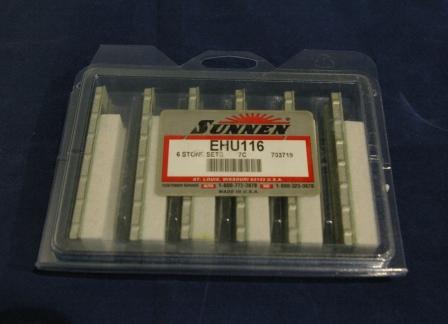 SUNNEN
EHU116
6 STONE SETS 7C 703719
ST. LOUIS, MISSOURI 63143 U.S.A.
1-800-772-2878 1-800-325-3670
MADE IN U.S.A.